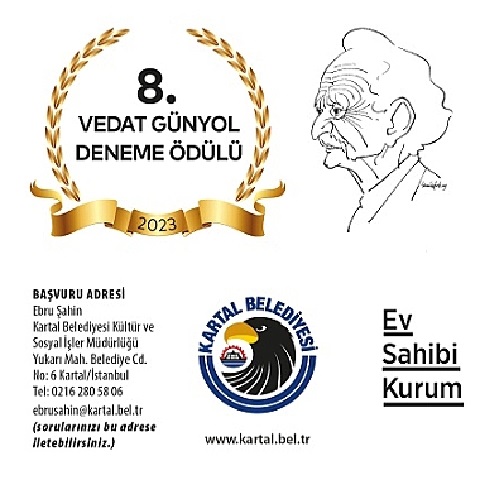 8.
VEDAT GÜNYOL
DENEME ÖDÜLÜ
2023
BAŞVURU ADRESİ
Ebru Şahin
Kartal Belediyesi Kültür ve
Sosyal İşler Müdürlüğü
Yukarı Mah. Belediye Cd.
No: 6 Kartal/İstanbul
Tel: 0216 280 58 06
ebrusahin@kartal.bel.tr
(sorularınızı bu adrese
iletebilirsiniz.)
KARTAL BELEDİYESİ
www.kartal.bel.tr
Ev
Sahibi
Kurum